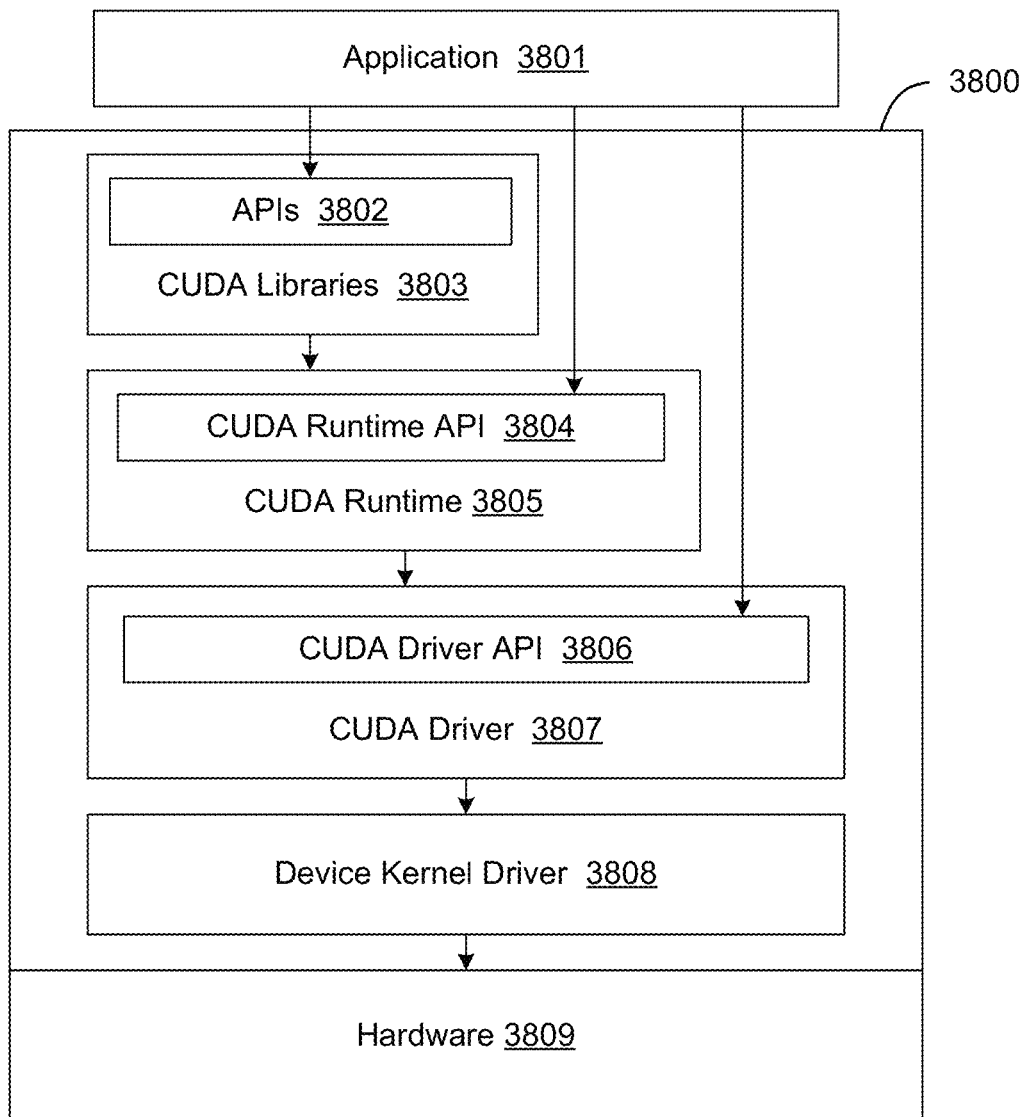 Application 3801
3800
APIs 3802
CUDA Libraries 3803
CUDA Runtime API 3804
CUDA Runtime 3805
CUDA Driver API 3806
CUDA Driver 3807
Device Kernel Driver 3808
Hardware 3809